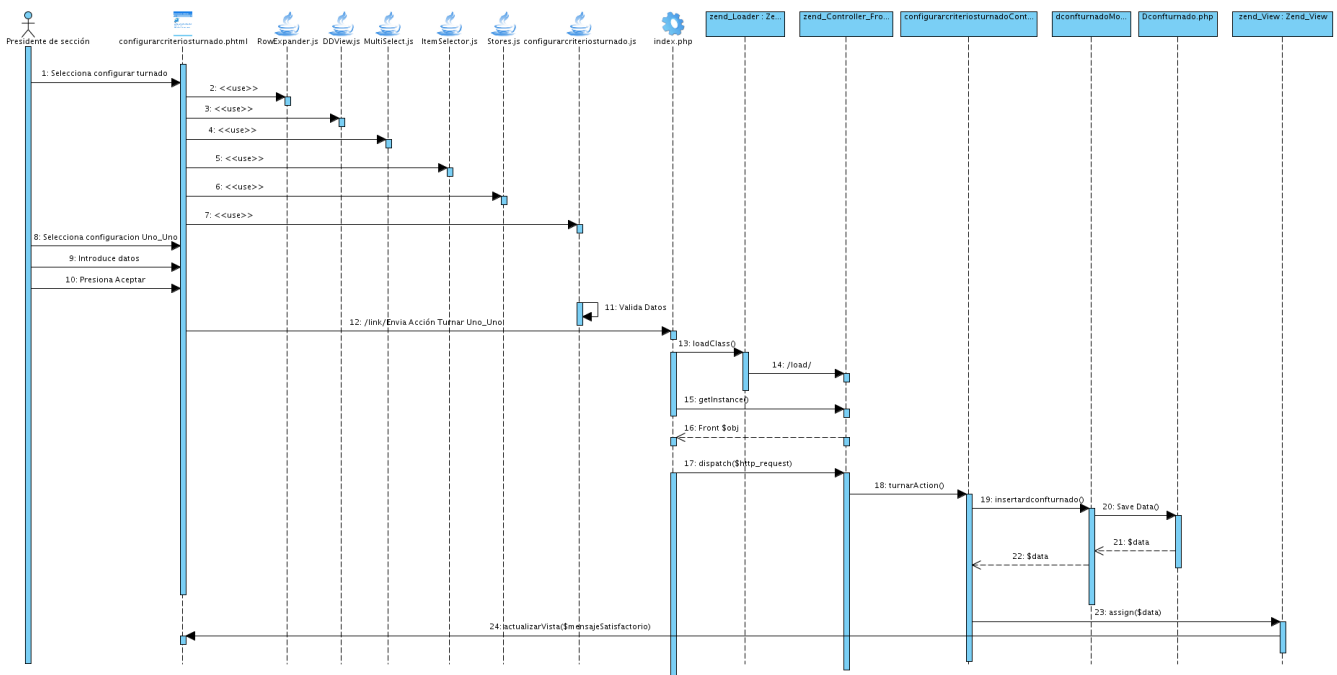 zend_Loader : Ze...
zend_Controller_Fro...
configurarcriteriosturnadoCont...
dconfturnadoMo...
Dconfturnado.php
zend_View : Zend_View
Presidente de sección
configurarcriteriosturnado.phtml
RowExpander.js
DDView.js
MultiSelect.js
ItemSelector.js
Stores.js
configurarcriteriosturnado.js
index.php
1: Selecciona configurar turnado
2: <<use>>
3: <<use>>
4: <<use>>
5: <<use>>
6: <<use>>
7: <<use>>
8: Selecciona configuracion Uno_Uno
9: Introduce datos
10: Presiona Aceptar
11: Valida Datos
12: /link/Envia Acción Turnar Uno_Uno
13: loadClass()
14: /load/
15: getInstance()
16: Front $obj
17: dispatch($http_request)
18: turnarAction()
19: insertardconfturnado()
20: Save Data()
21: $data
22: $data
23: assign($data)
24: actualizarVista($mensajeSatisfactorio)